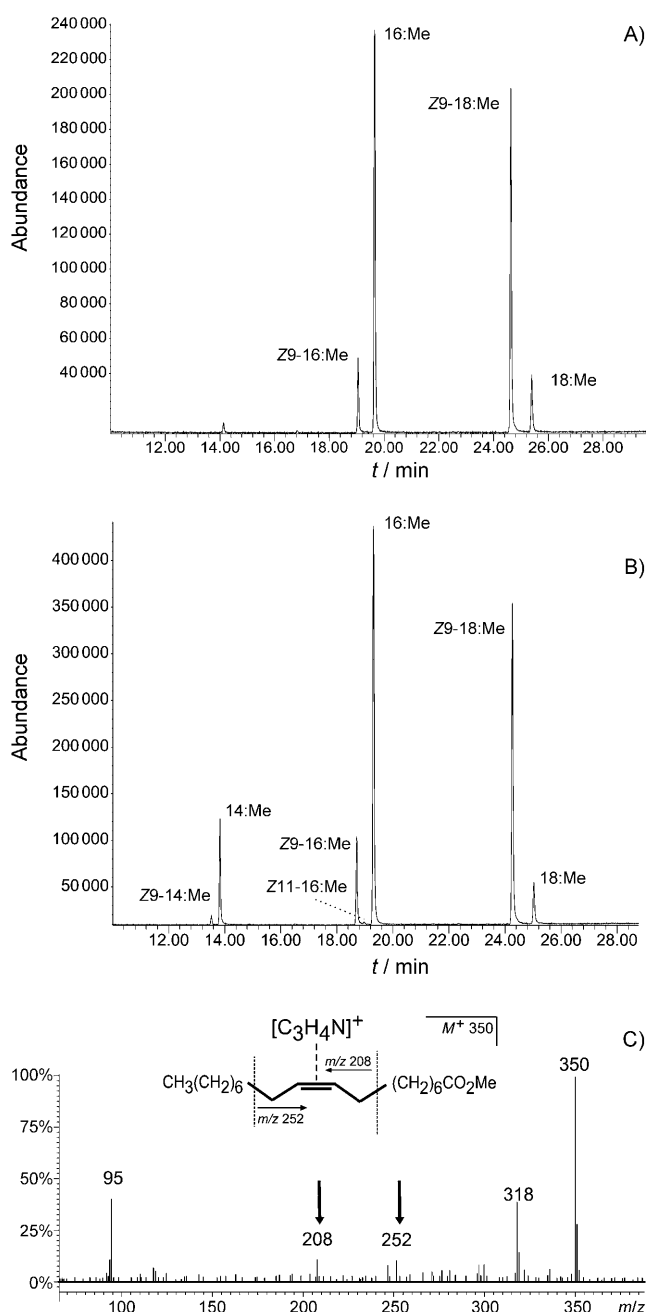 A)
Abundance
240 000
220 000
200 000
180 000
160 000
140 000
120 000
100 000
80 000
60 000
40 000
16:Me
Z9-18:Me
Z9-16:Me
18:Me
12.00 14.00 16.00 18.00 20.00 22.00 24.00 26.00 28.00
t / min
B)
Abundance
400 000
350 000
300 000
250 000
200 000
150 000
100 000
50 000
16:Me
Z9-18:Me
14:Me
Z9-16:Me
Z11-16:Me
Z9-14:Me
18:Me
12.00 14.00 16.00 18.00 20.00 22.00 24.00 26.00 28.00
t / min
C)
[C3H4N]+
M+ 350
m/z 208
CH3(CH2)6
(CH2)6CO2Me
m/z 252
100%
75%
50%
25%
0%
95
208
252
318
350
100 150 200 250 300 350 m/z